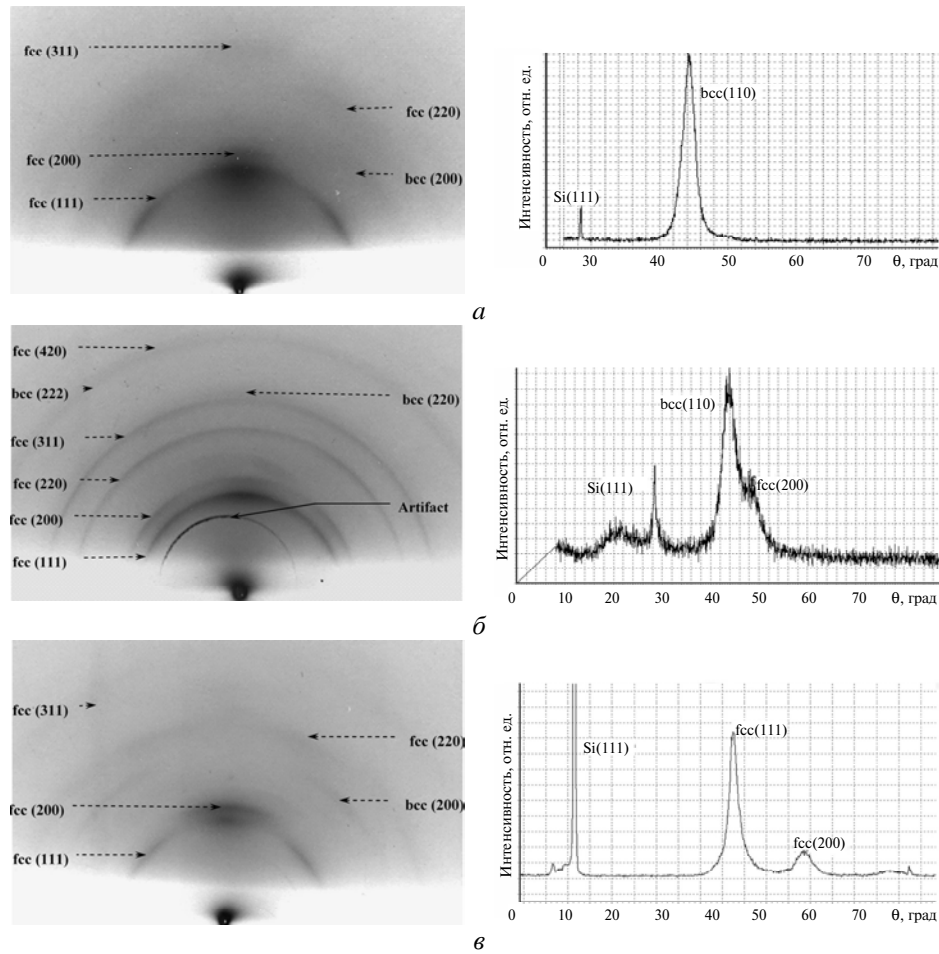 fcc (311)
fcc (220)
fcc (200)
bcc (200)
fcc (111)
Интенсивность, отн. ед.
bcc(110)
Si(111)
0 30 40 60 70 θ, град
а
fcc (420)
bcc (222)
bcc (220)
fcc (311)
fcc (220)
Artifact
fcc (200)
fcc (111)
Интенсивность, отн. ед.
bcc(110)
Si(111)
fcc(200)
0 10 20 30 40 60 70 θ, град
б
fcc (311)
fcc (220)
fcc (200)
bcc (200)
fcc (111)
Интенсивность, отн. ед.
fcc(111)
Si(111)
fcc(200)
0 10 20 30 40 50 60 70 θ, град
в